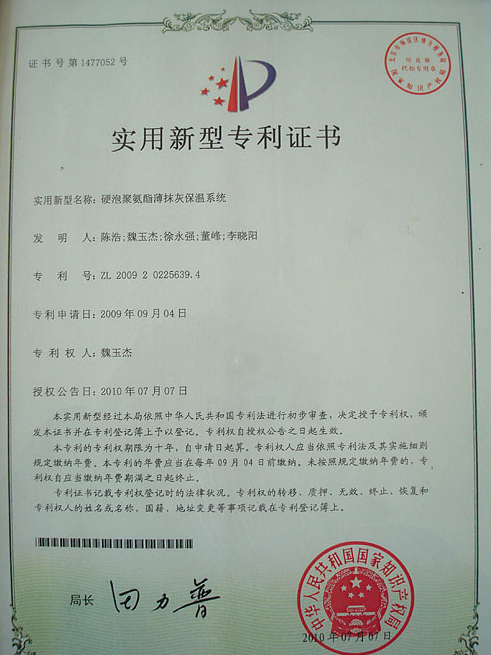 证书号第1477052号
实用新型专利证书
实用新型名称：硬泡聚氨酯薄抹灰保温系统
发 明 人：陈浩;魏玉杰;徐永强;董峰;李晓阳
专 利 号：ZL 2009 2 0225639.4
专利申请日：2009年09月04日
专 利 权 人：魏玉杰
授权公告日：2010年07月07日
本实用新型经过本局依照中华人民共和国专利法进行初步审查，决定授予专利权，颁
发本证书并在专利登记簿上予以登记。专利权自授权公告之日起生效。
本专利的专利权期限为十年，自申请日起算。专利权人应当依照专利法及其实施细则
规定缴纳年费。本专利的年费应当在每年09月04日前缴纳。未按照规定缴纳年费的，专
利权自应当缴纳年费期满之日起终止。
专利证书记载专利权登记时的法律状况。专利权的转移、质押、无效、终止、恢复和
专利权人的姓名或名称、国籍、地址变更等事项记载在专利登记簿上。
局长 田力普
中华人民共和国国家知识产权局
2010年07月07日